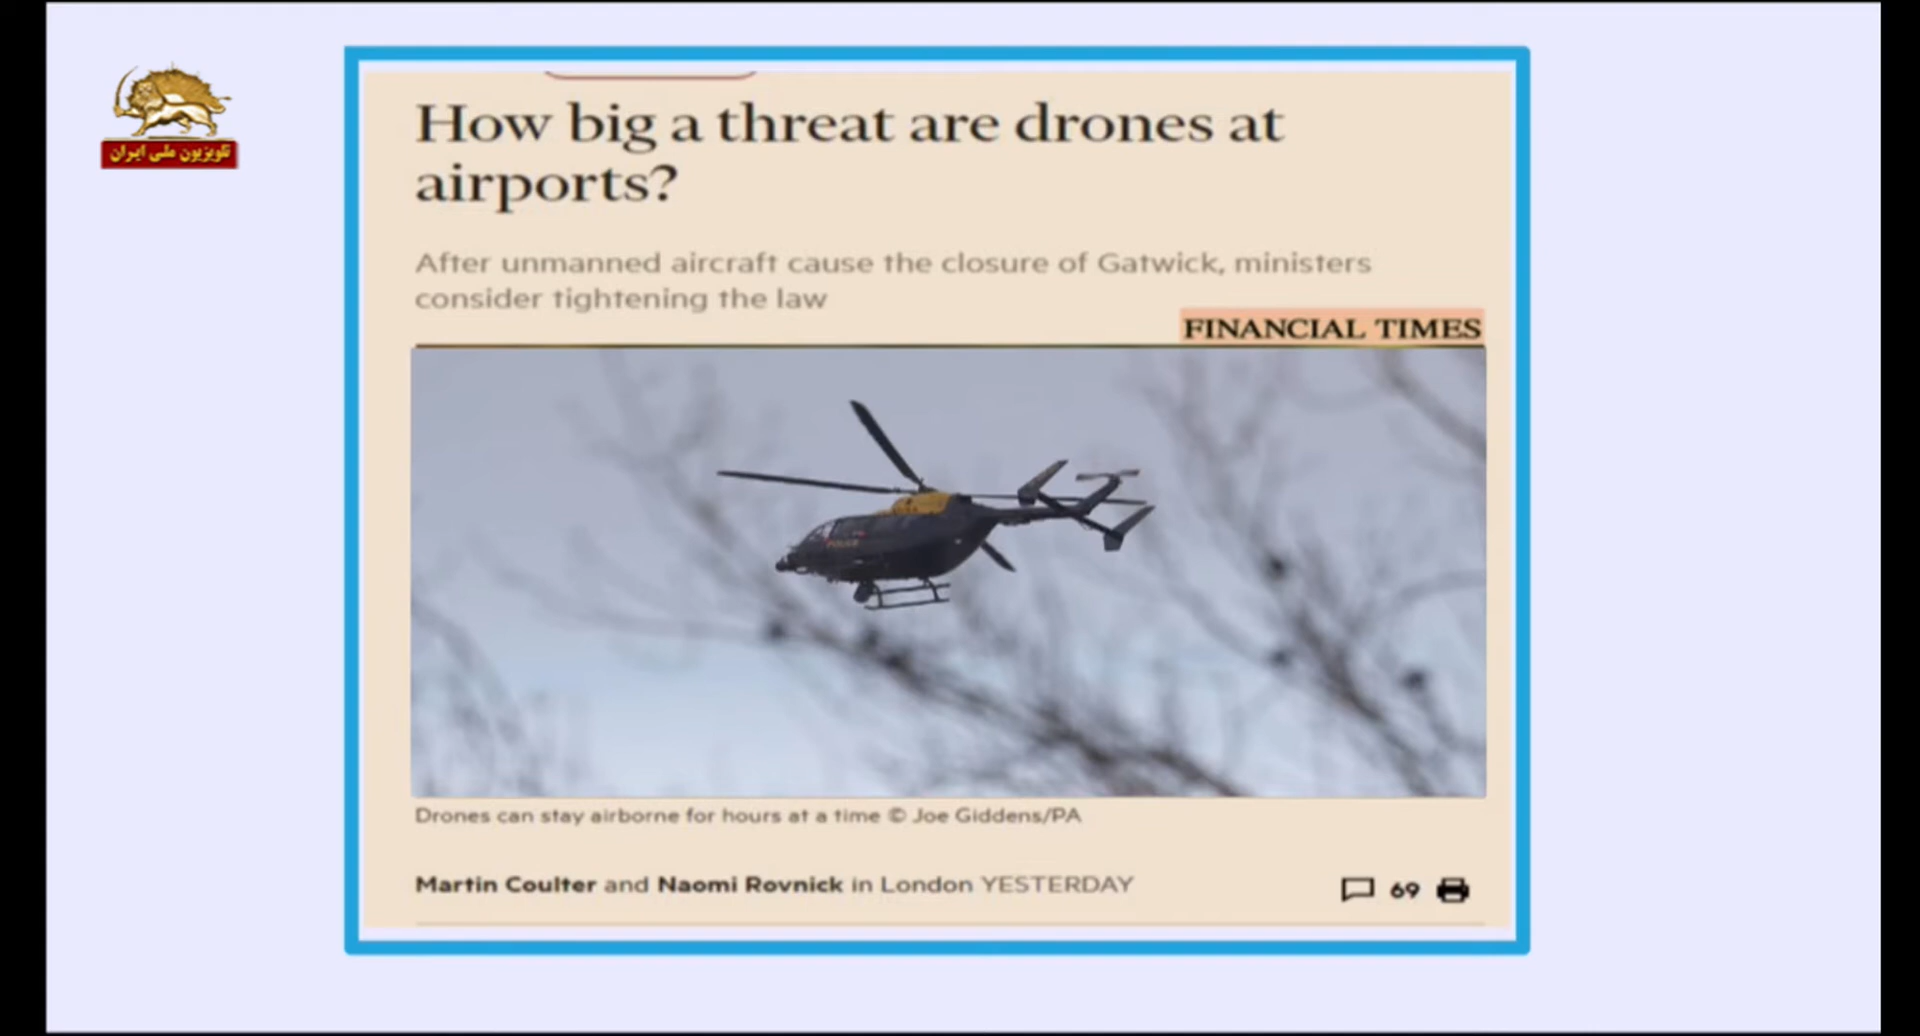 تلویزیون ملی ایران
How big a threat are drones at
airports?
After unmanned aircraft cause the closure of Gatwick, ministers
consider tightening the law
FINANCIAL TIMES
POLICE
Drones can stay airborne for hours at a time © Joe Giddens/PA
Martin Coulter and Naomi Rovnick in London YESTERDAY
69